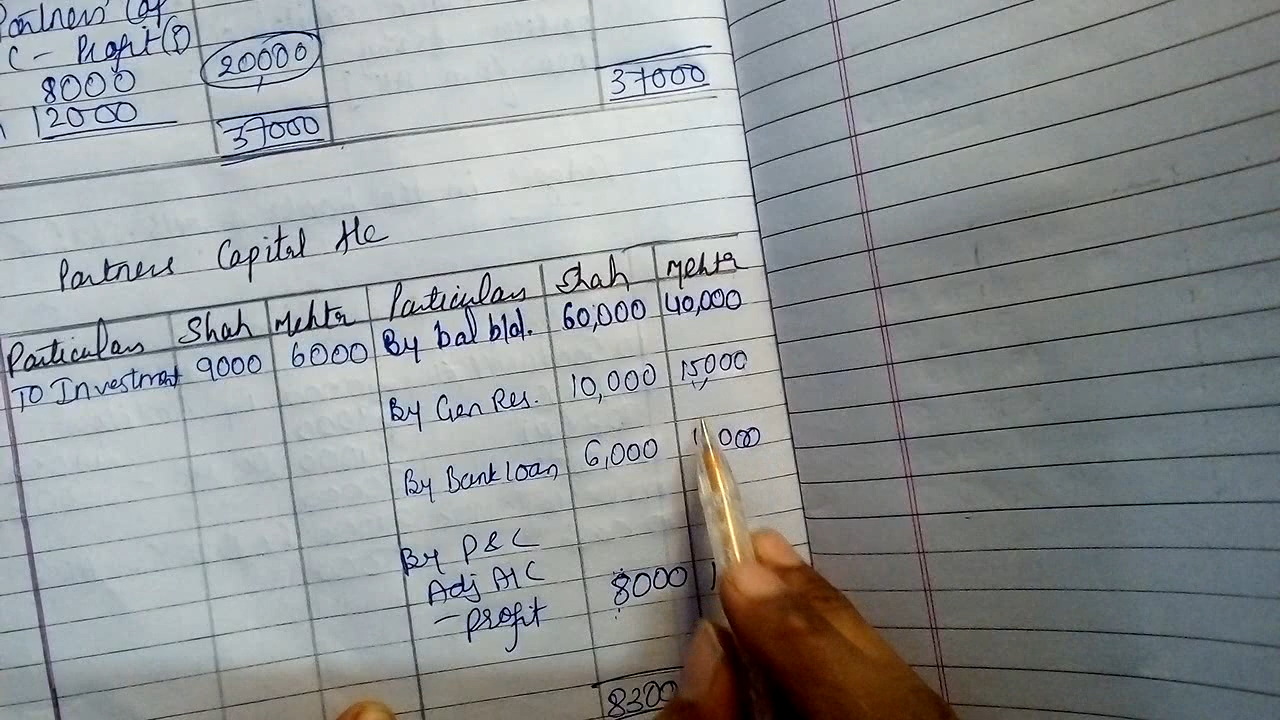 Partners' Cap
C - Profit (8) 20000
8000 37000
12000 37000
Partners Capital A/c
Particulars Shah Mehta Particulars Shah Mehta
To Investment 9000 6000 By bal b/d. 60,000 40,000
By Gen Res. 10,000 15,000
By Bank loan 6,000
By P & L
Adj A/C
- Profit 8000